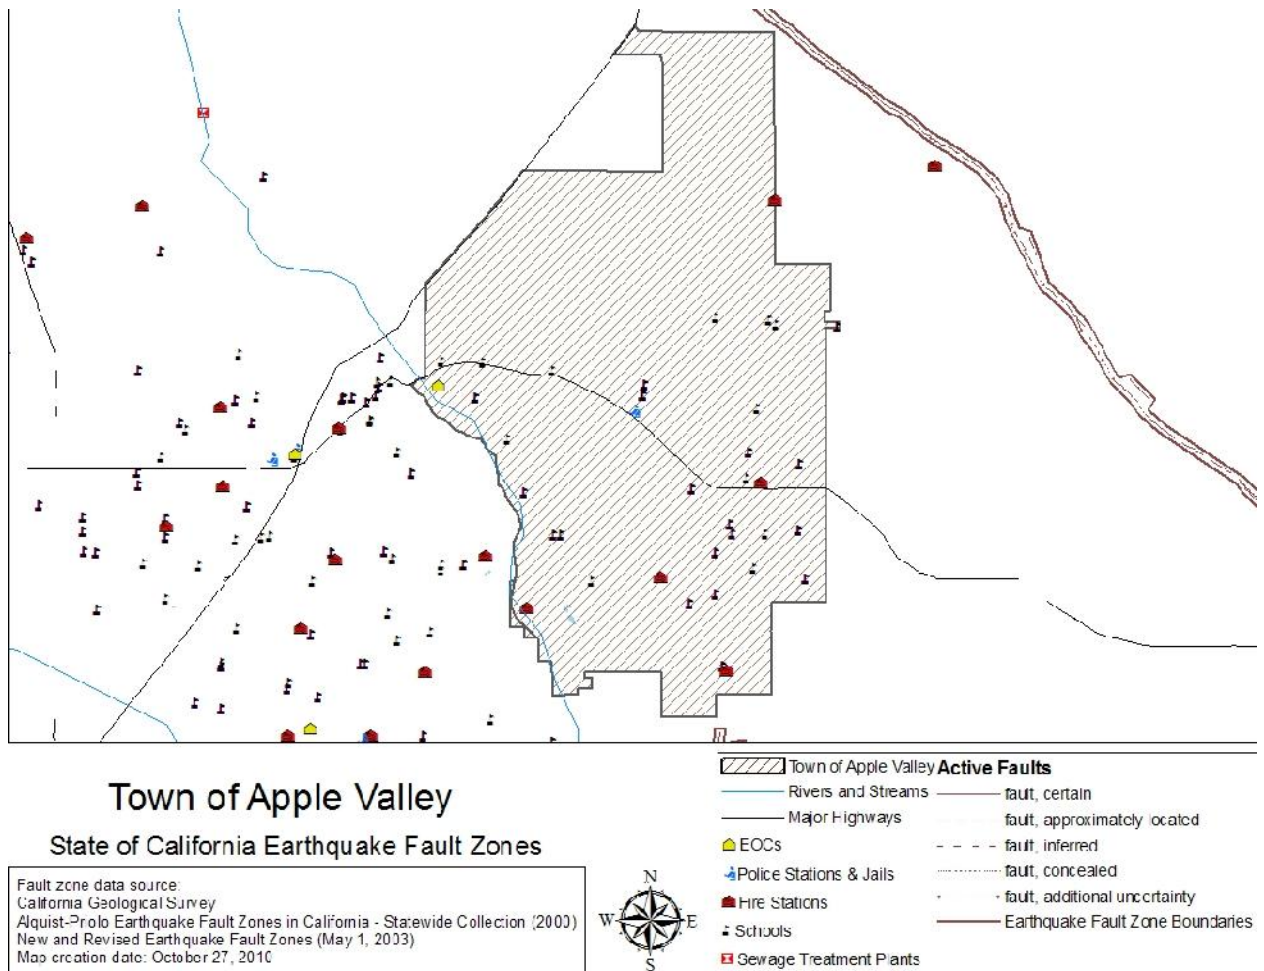 Town of Apple Valley
State of California Earthquake Fault Zones
Fault zone data source:
California Geological Survey
Alquist-Priolo Earthquake Fault Zones in California - Statewide Collection (2000)
New and Revised Earthquake Fault Zones (May 1, 2003)
Map creation date: October 27, 2010
N
W E
S
Town of Apple Valley
Rivers and Streams
Major Highways
EOCs
Police Stations & Jails
Fire Stations
Schools
Sewage Treatment Plants
Active Faults
fault, certain
fault, approximately located
fault, inferred
fault, concealed
fault, additional uncertainty
Earthquake Fault Zone Boundaries